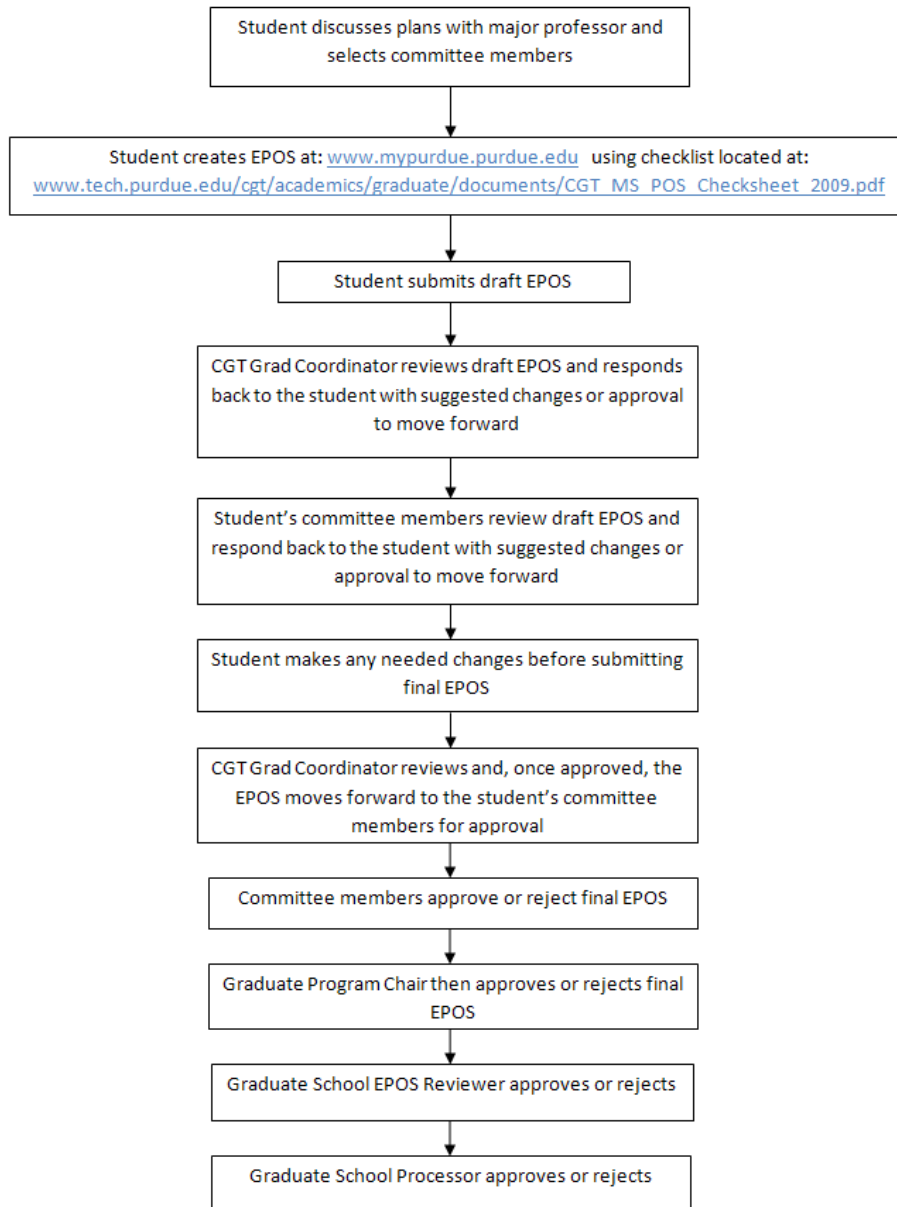 Student discusses plans with major professor and
selects committee members
Student creates EPOS at: www.mypurdue.purdue.edu using checklist located at:
www.tech.purdue.edu/cgt/academics/graduate/documents/CGT_MS_POS_Checksheet_2009.pdf
Student submits draft EPOS
CGT Grad Coordinator reviews draft EPOS and responds
back to the student with suggested changes or approval
to move forward
Student’s committee members review draft EPOS and
respond back to the student with suggested changes or
approval to move forward
Student makes any needed changes before submitting
final EPOS
CGT Grad Coordinator reviews and, once approved, the
EPOS moves forward to the student’s committee
members for approval
Committee members approve or reject final EPOS
Graduate Program Chair then approves or rejects final
EPOS
Graduate School EPOS Reviewer approves or rejects
Graduate School Processor approves or rejects